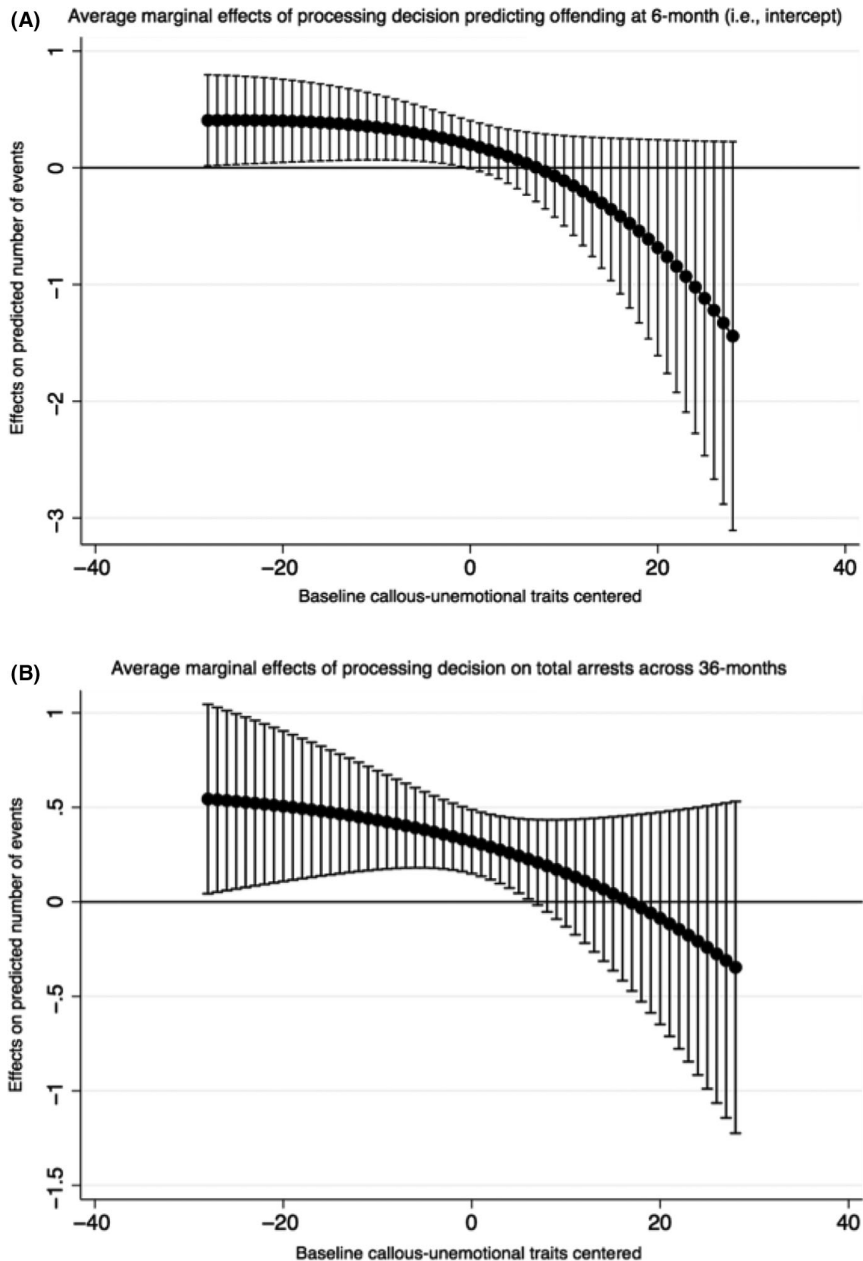 (A)
Average marginal effects of processing decision predicting offending at 6-month (i.e., intercept)
1
0
−1
−2
−3
Effects on predicted number of events
−40 −20 0 20 40
Baseline callous-unemotional traits centered
(B)
Average marginal effects of processing decision on total arrests across 36-months
1
.5
0
−.5
−1
−1.5
Effects on predicted number of events
−40 −20 0 20 40
Baseline callous-unemotional traits centered